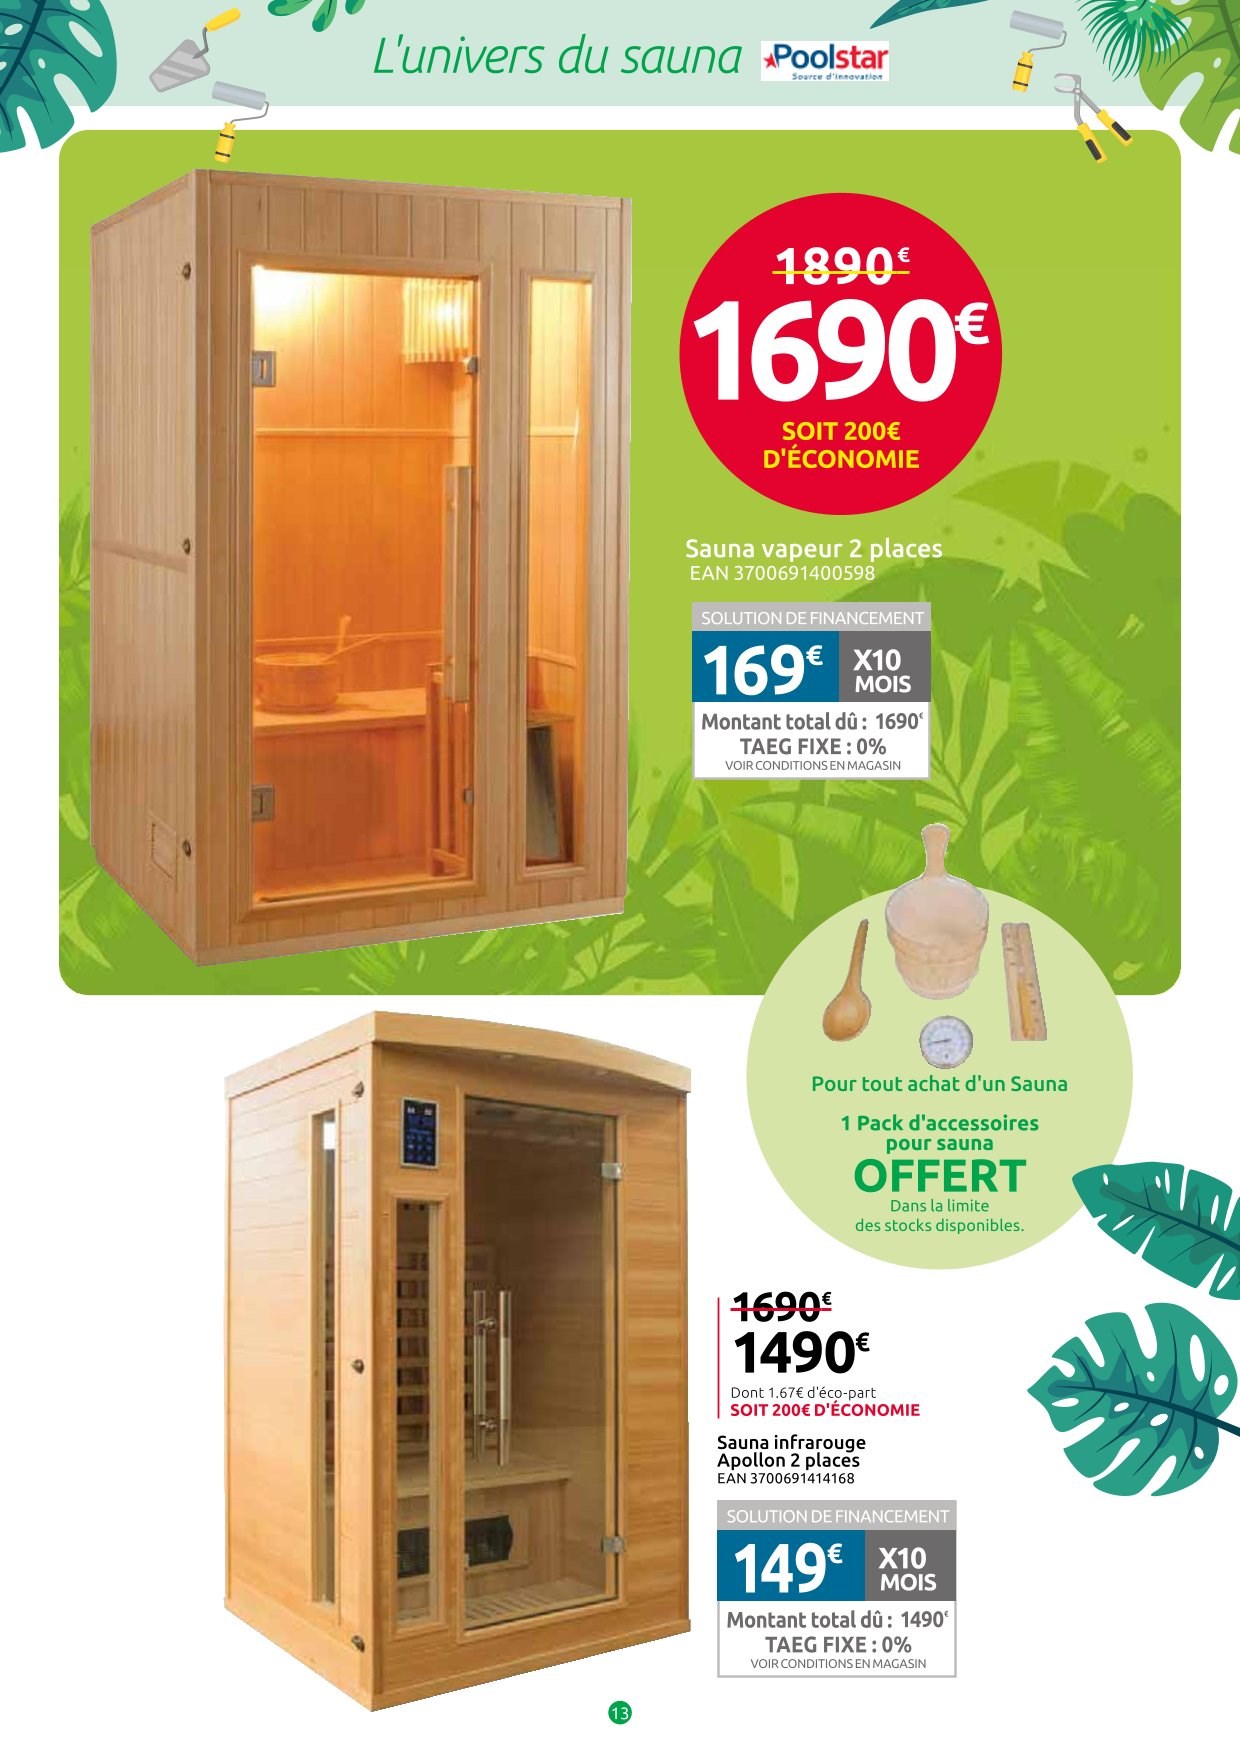 L'univers du sauna
Poolstar
Source d'innovation
1890€
1690€
SOIT 200€
D'ÉCONOMIE
Sauna vapeur 2 places
EAN 3700691400598
SOLUTION DE FINANCEMENT
169€ X10
MOIS
Montant total dû : 1690€
TAEG FIXE : 0%
VOIR CONDITIONS EN MAGASIN
Pour tout achat d'un Sauna
1 Pack d'accessoires
pour sauna
OFFERT
Dans la limite
des stocks disponibles.
1690€
1490€
Dont 1.67€ d'éco-part
SOIT 200€ D'ÉCONOMIE
Sauna infrarouge
Apollon 2 places
EAN 3700691414168
SOLUTION DE FINANCEMENT
149€ X10
MOIS
Montant total dû : 1490€
TAEG FIXE : 0%
VOIR CONDITIONS EN MAGASIN
13